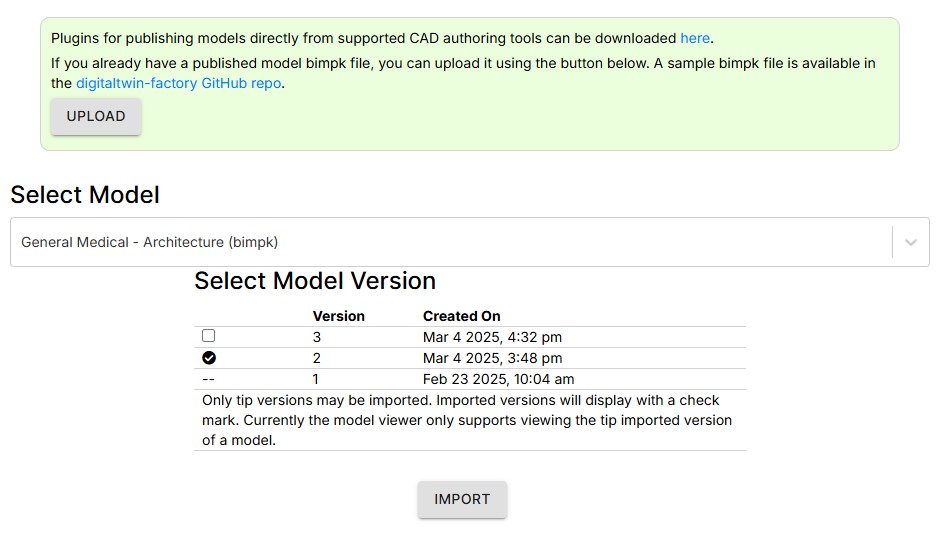 Plugins for publishing models directly from supported CAD authoring tools can be downloaded here.
If you already have a published model bimpk file, you can upload it using the button below. A sample bimpk file is available in
the digitaltwin-factory GitHub repo.
UPLOAD
Select Model
General Medical - Architecture (bimpk)
Select Model Version
Version Created On
3 Mar 4 2025, 4:32 pm
2 Mar 4 2025, 3:48 pm
-- 1 Feb 23 2025, 10:04 am
Only tip versions may be imported. Imported versions will display with a check
mark. Currently the model viewer only supports viewing the tip imported version
of a model.
IMPORT